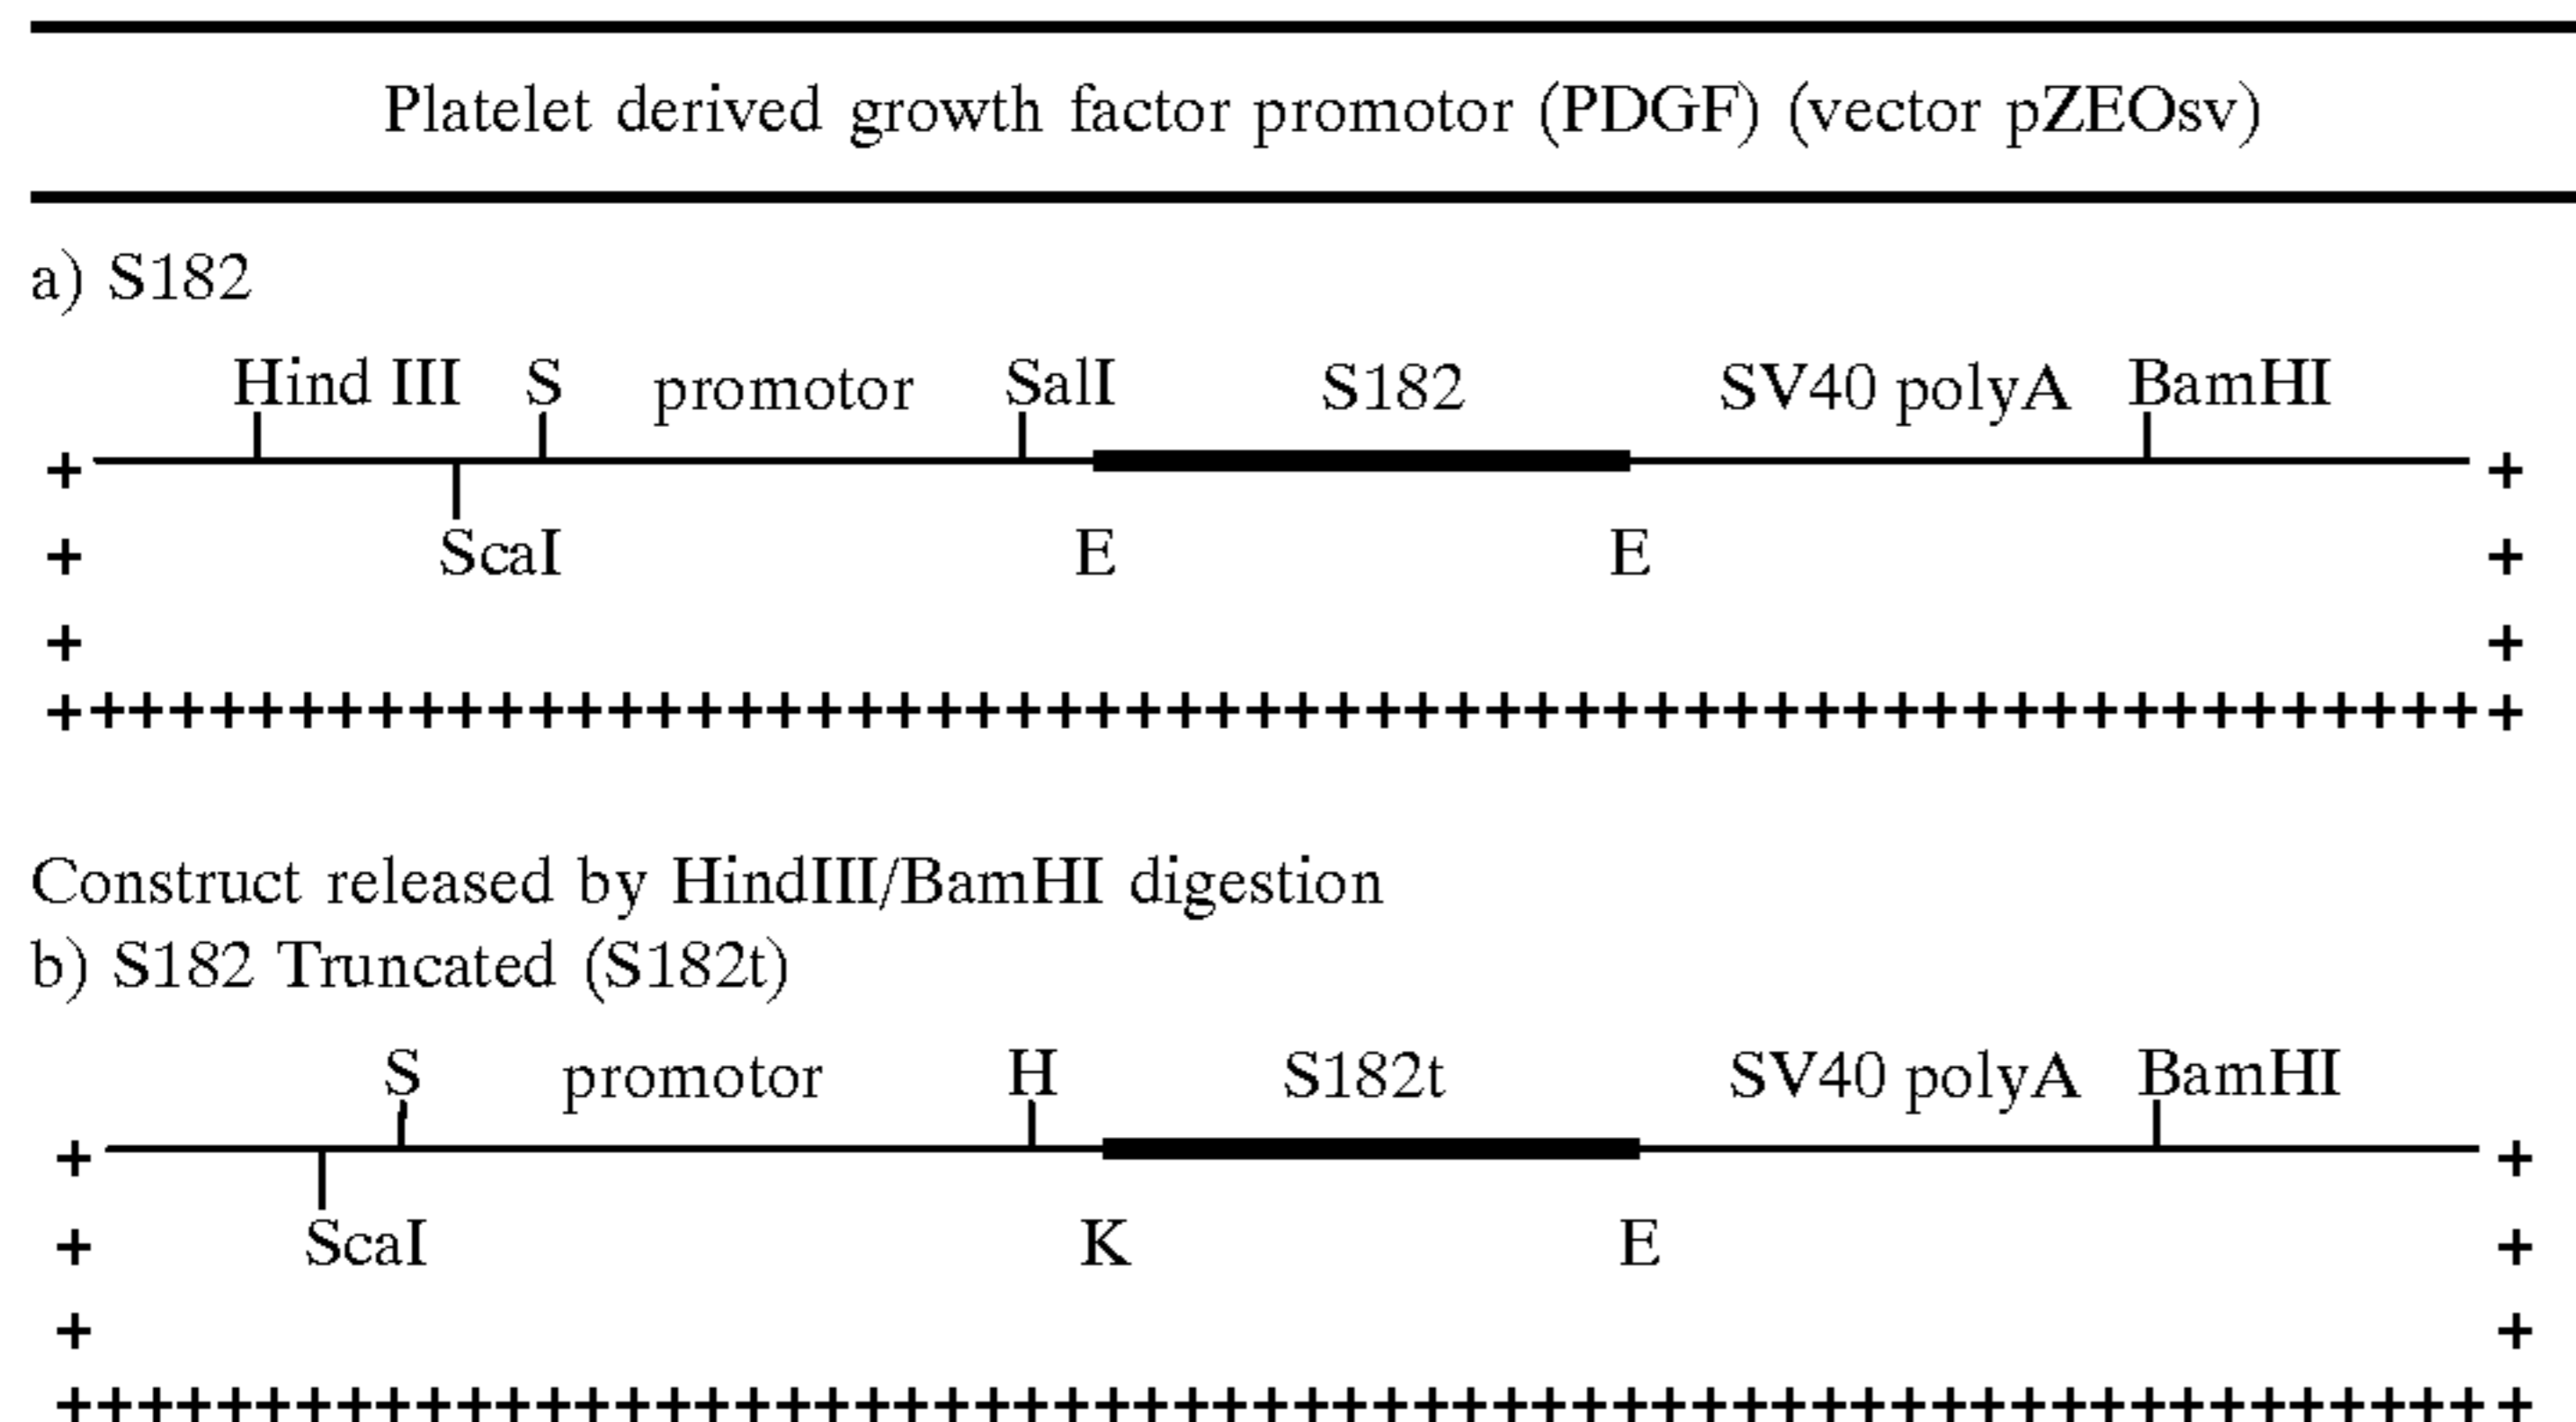 Platelet derived growth factor promotor (PDGF) (vector pZEOsv)
a) S182
Hind III S promotor SalI S182 SV40 polyA BamHI
+ +
ScaI E E
+ +
+ +
+++++++++++++++++++++++++++++++++++++++++++++++++++++++++++++
Construct released by HindIII/BamHI digestion
b) S182 Truncated (S182t)
S promotor H S182t SV40 polyA BamHI
+ +
+ ScaI K E +
+ +
++++++++++++++++++++++++++++++++++++++++++++++++++++++++++++++